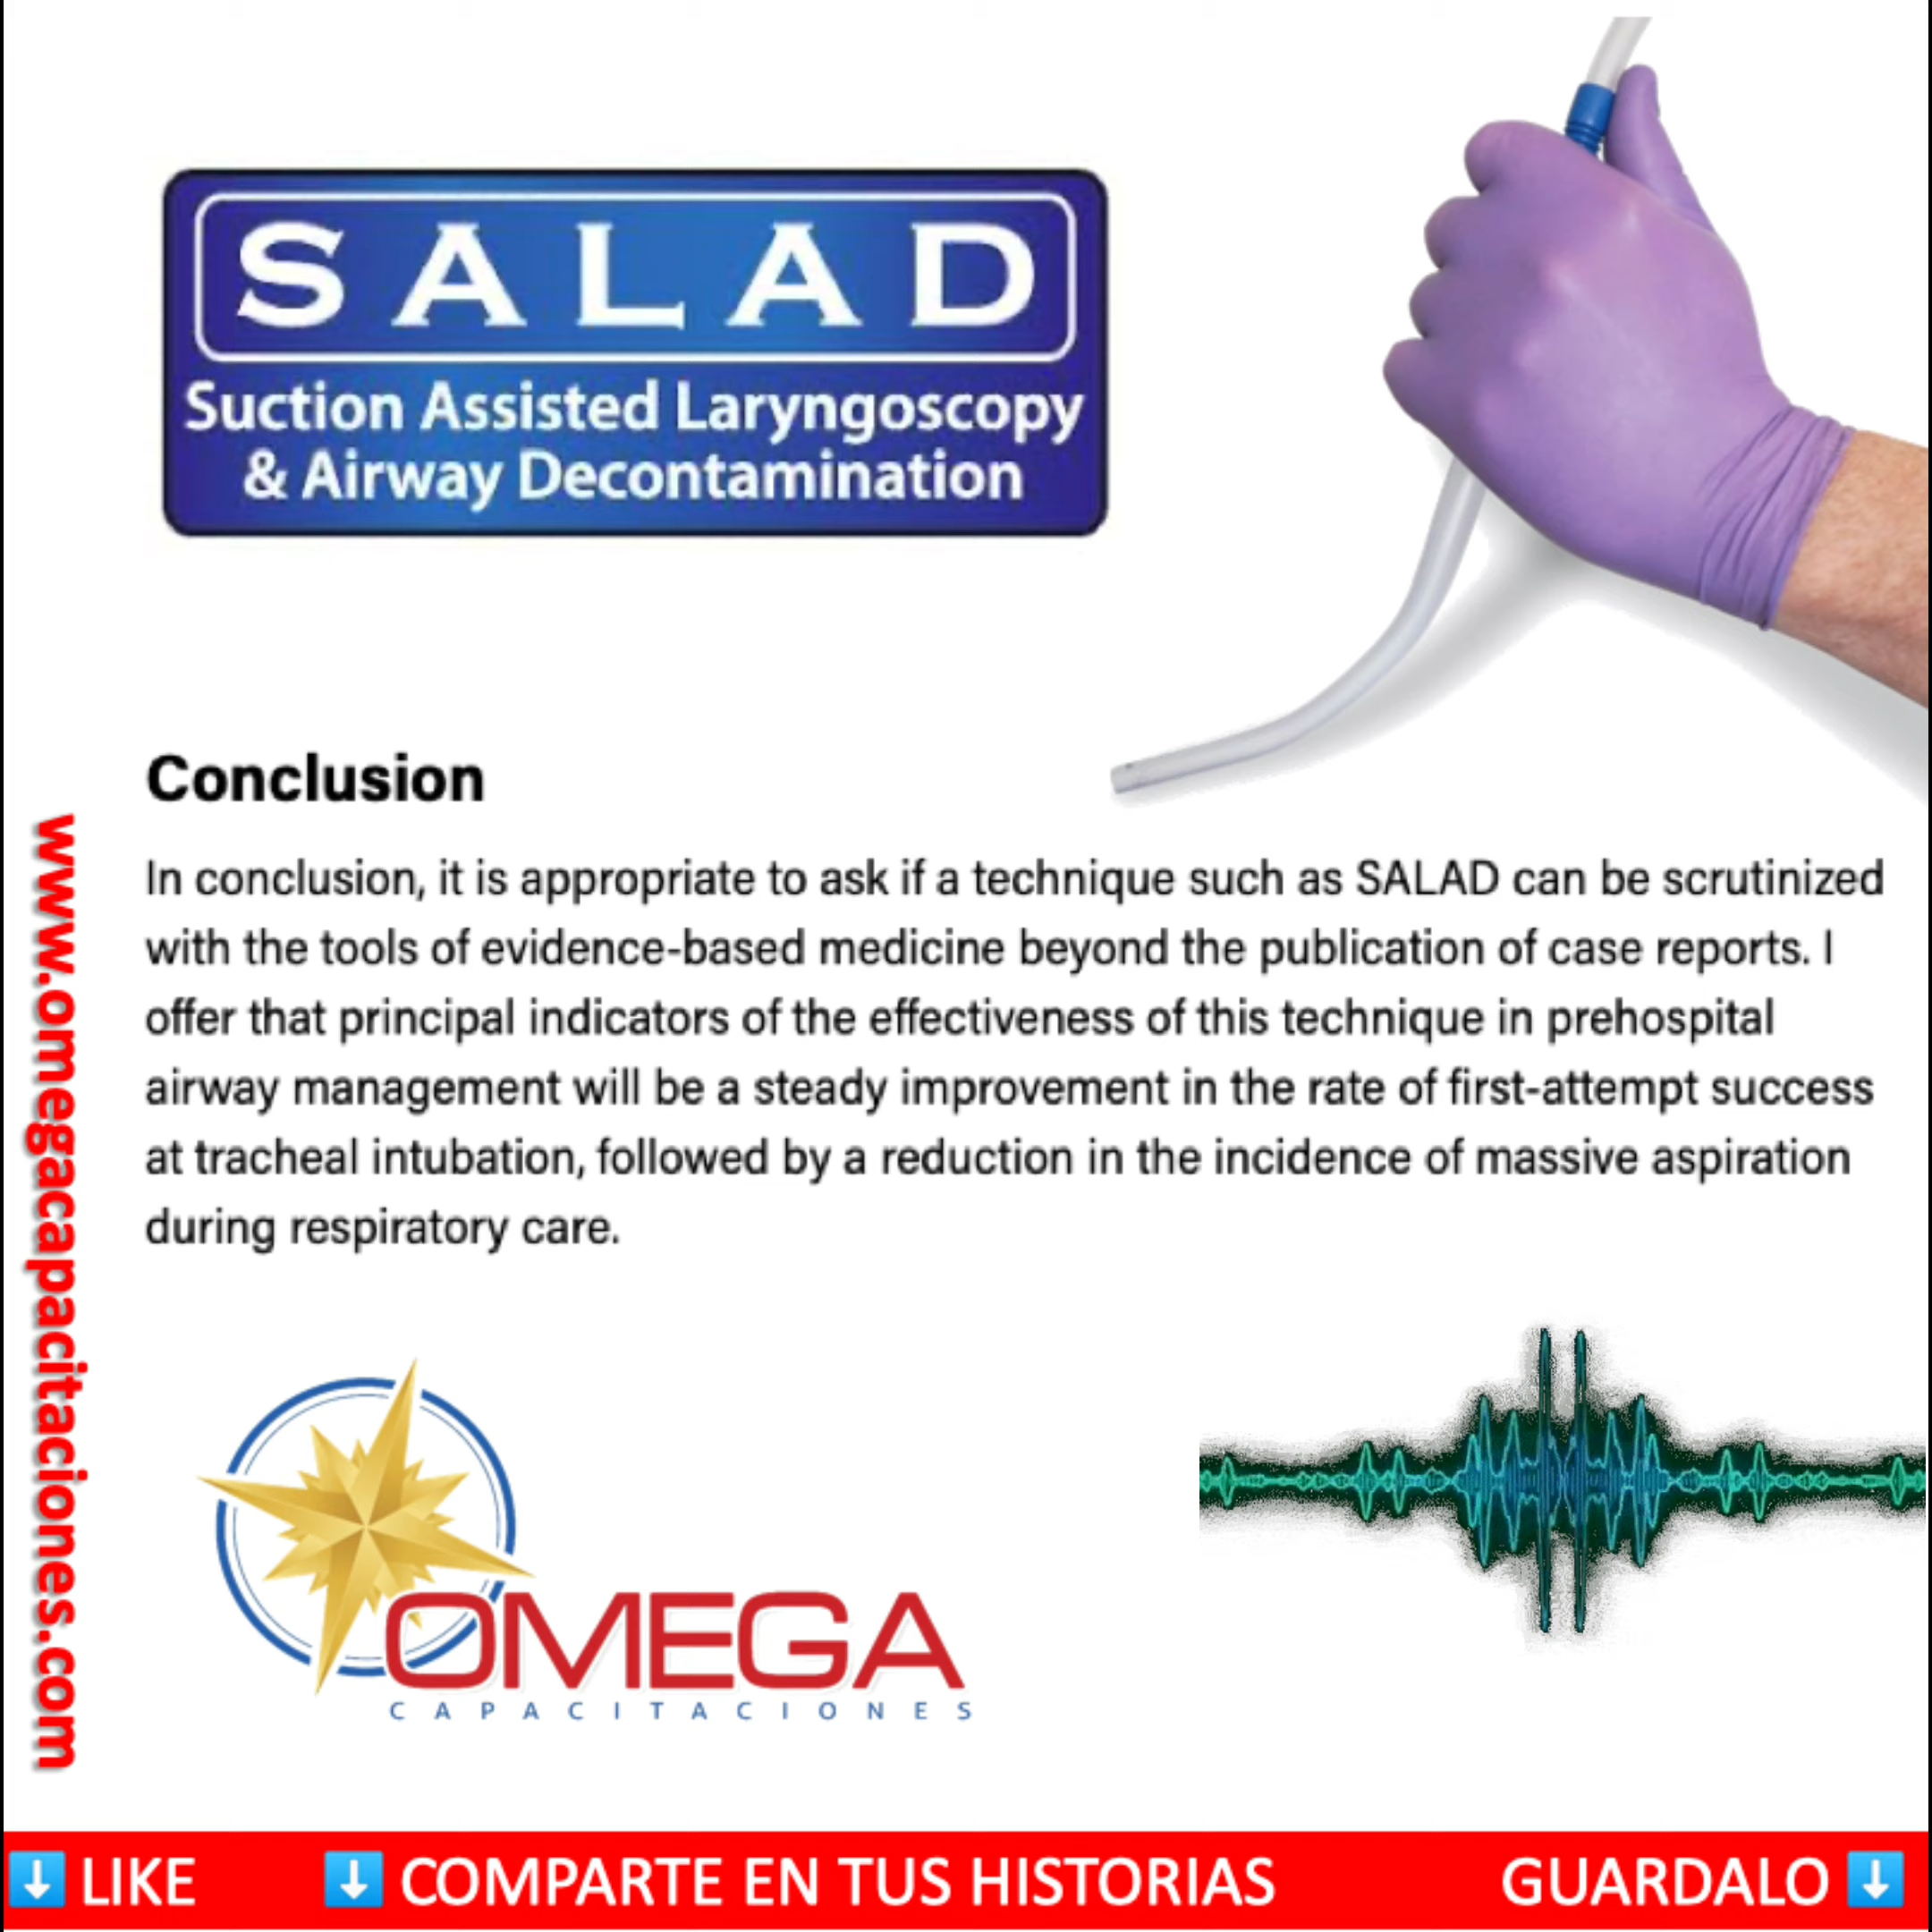 SALAD
Suction Assisted Laryngoscopy
& Airway Decontamination
Conclusion
In conclusion, it is appropriate to ask if a technique such as SALAD can be scrutinized
with the tools of evidence-based medicine beyond the publication of case reports. I
offer that principal indicators of the effectiveness of this technique in prehospital
airway management will be a steady improvement in the rate of first-attempt success
at tracheal intubation, followed by a reduction in the incidence of massive aspiration
during respiratory care.
www.omegacapacitaciones.com
OMEGA
CAPACITACIONES
⬇ LIKE ⬇ COMPARTE EN TUS HISTORIAS GUARDALO ⬇